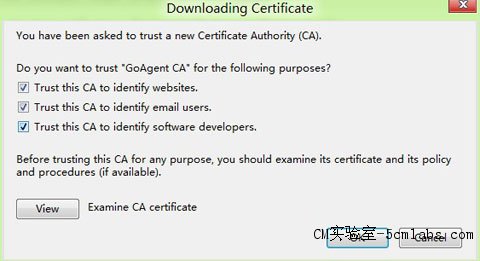 Downloading Certificate
You have been asked to trust a new Certificate Authority (CA).
Do you want to trust "GoAgent CA" for the following purposes?
Trust this CA to identify websites.
Trust this CA to identify email users.
Trust this CA to identify software developers.
Before trusting this CA for any purpose, you should examine its certificate and its policy
and procedures (if available).
View Examine CA certificate
CM实验室-5cmlabs.com
OK Cancel